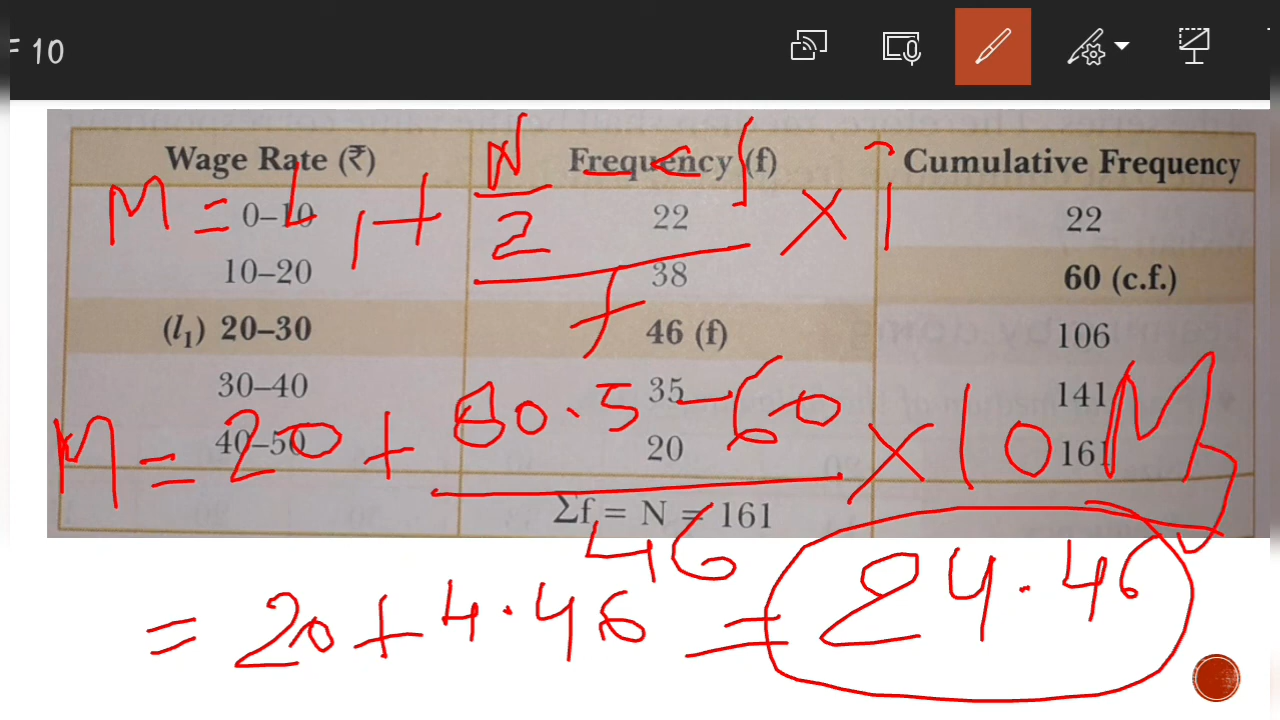 = 10
Wage Rate (₹) Frequency (f) Cumulative Frequency
0–10 22 22
10–20 38 60 (c.f.)
(l₁) 20–30 46 (f) 106
30–40 35 141
40–50 20 161
Σf = N = 161
M = l₁ + N/2 - cf / f × i
M = 20 + 80.5 - 60 / 46 × 10
= 20 + 4.46 = 24.46